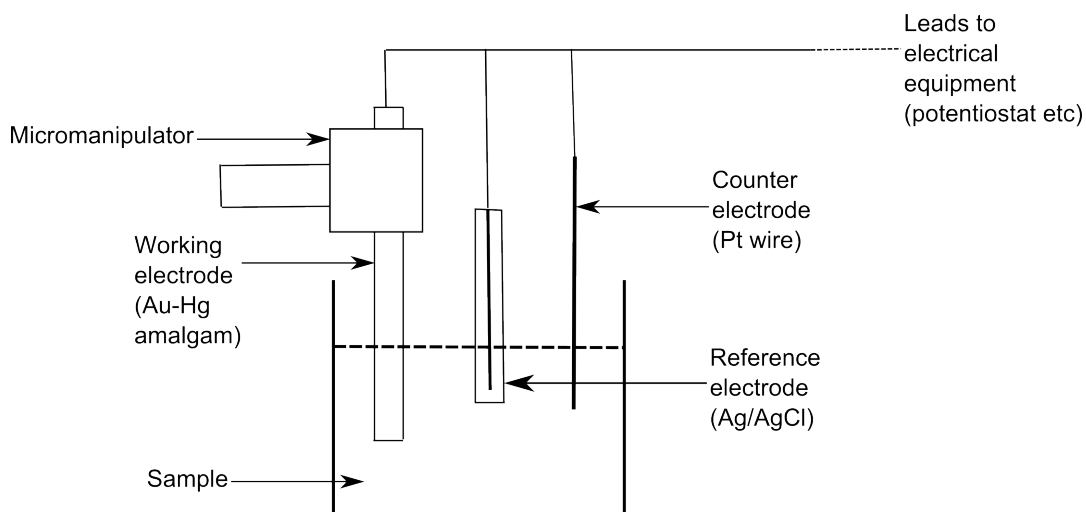 Leads to
electrical
equipment
(potentiostat etc)
Micromanipulator
Counter
electrode
(Pt wire)
Working
electrode
(Au-Hg
amalgam)
Reference
electrode
(Ag/AgCl)
Sample